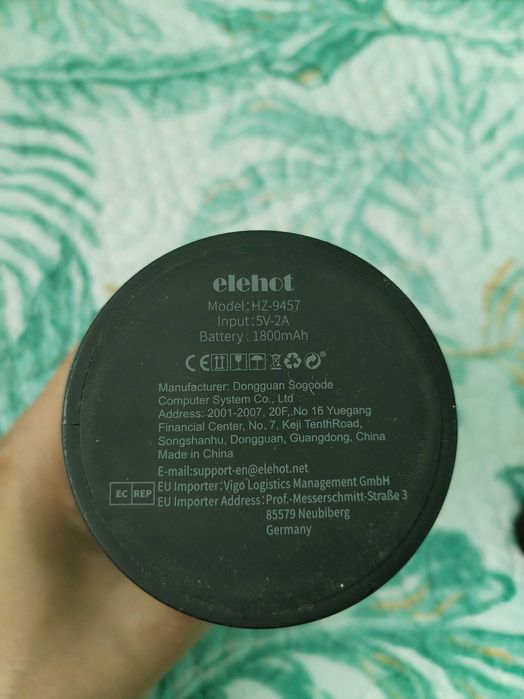 elehot
Model:HZ-9457
Input:5V-2A
Battery : 1800mAh
CE
Manufacturer: Dongguan Sogoode
Computer System Co., Ltd
Address: 2001-2007, 20F,.No 16 Yuegang
Financial Center, No. 7, Keji TenthRoad,
Songshanhu, Dongguan, Guangdong, China
Made in China
E-mail:support-en@elehot.net
EC REP
EU Importer:Vigo Logistics Management GmbH
EU Importer Address:Prof.-Messerschmitt-Straße 3
85579 Neubiberg
Germany